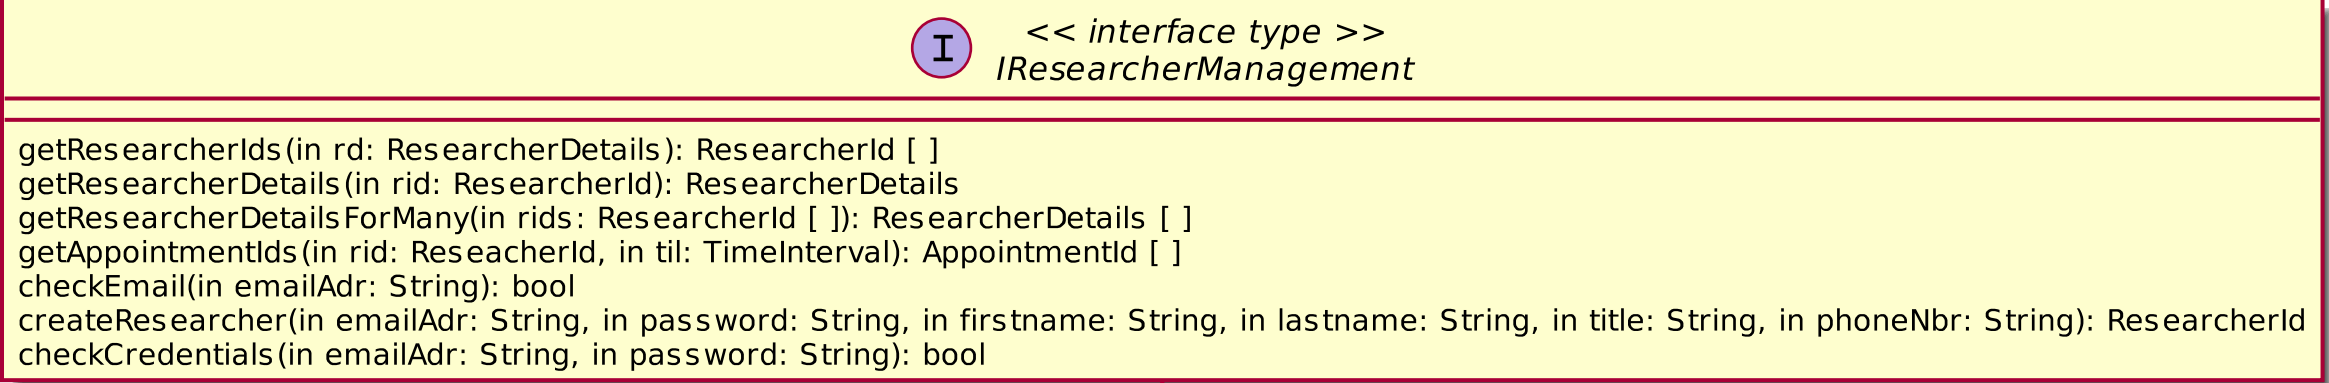 I
<< interface type >>
IResearcherManagement
getResearcherIds(in rd: ResearcherDetails): ResearcherId [ ]
getResearcherDetails(in rid: ResearcherId): ResearcherDetails
getResearcherDetailsForMany(in rids: ResearcherId [ ]): ResearcherDetails [ ]
getAppointmentIds(in rid: ReseacherId, in til: TimeInterval): AppointmentId [ ]
checkEmail(in emailAdr: String): bool
createResearcher(in emailAdr: String, in password: String, in firstname: String, in lastname: String, in title: String, in phoneNbr: String): ResearcherId
checkCredentials(in emailAdr: String, in password: String): bool